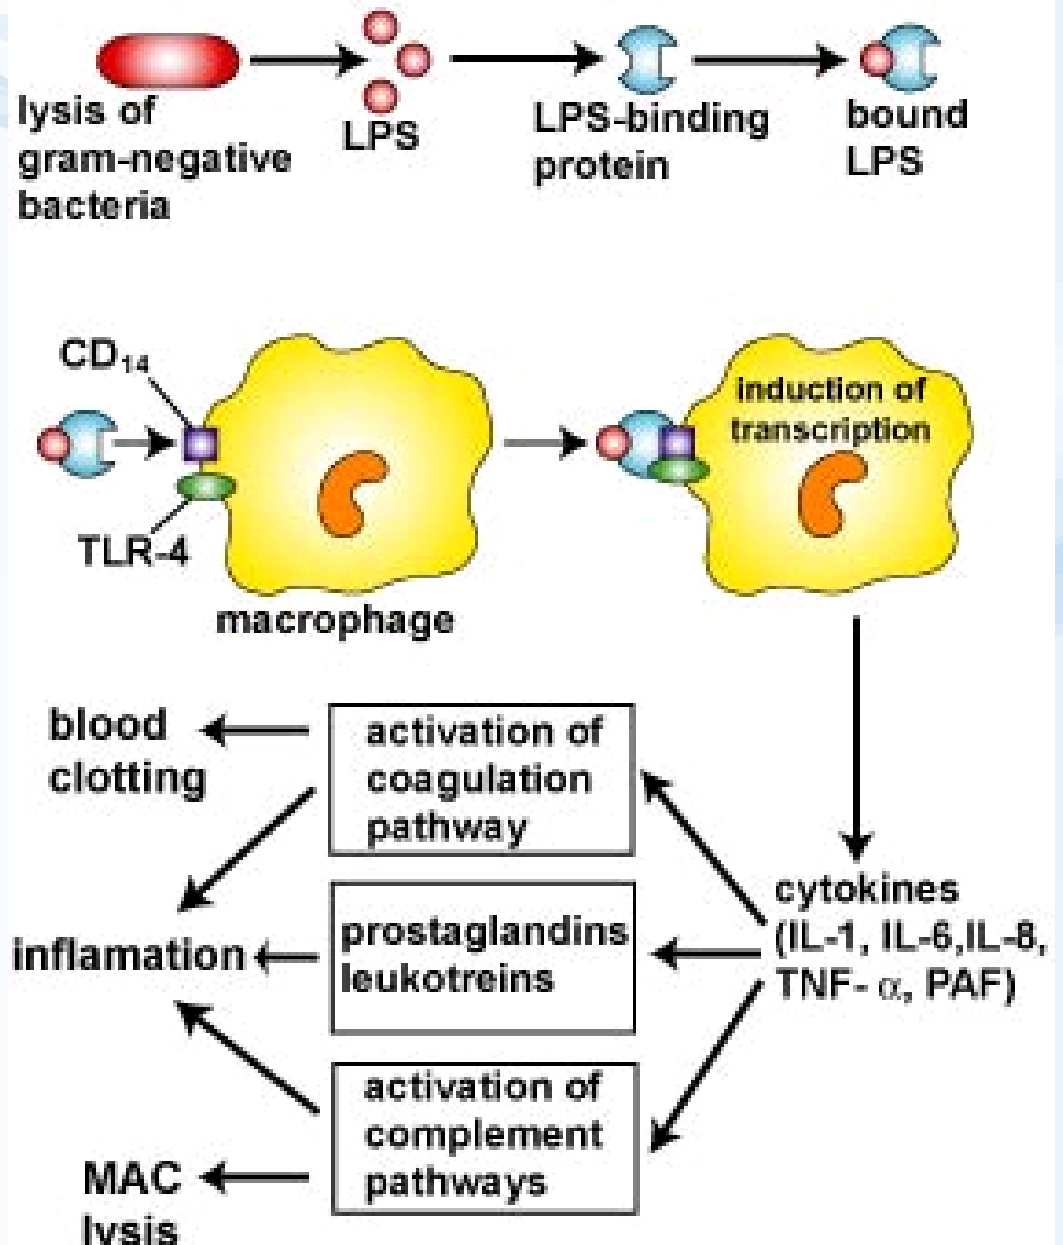 lysis of
gram-negative
bacteria
LPS
LPS-binding
protein
bound
LPS
CD14
TLR-4
macrophage
induction of
transcription
blood
clotting
activation of
coagulation
pathway
cytokines
(IL-1, IL-6,IL-8,
TNF- α, PAF)
inflamation
prostaglandins
leukotreins
activation of
complement
pathways
MAC
lysis